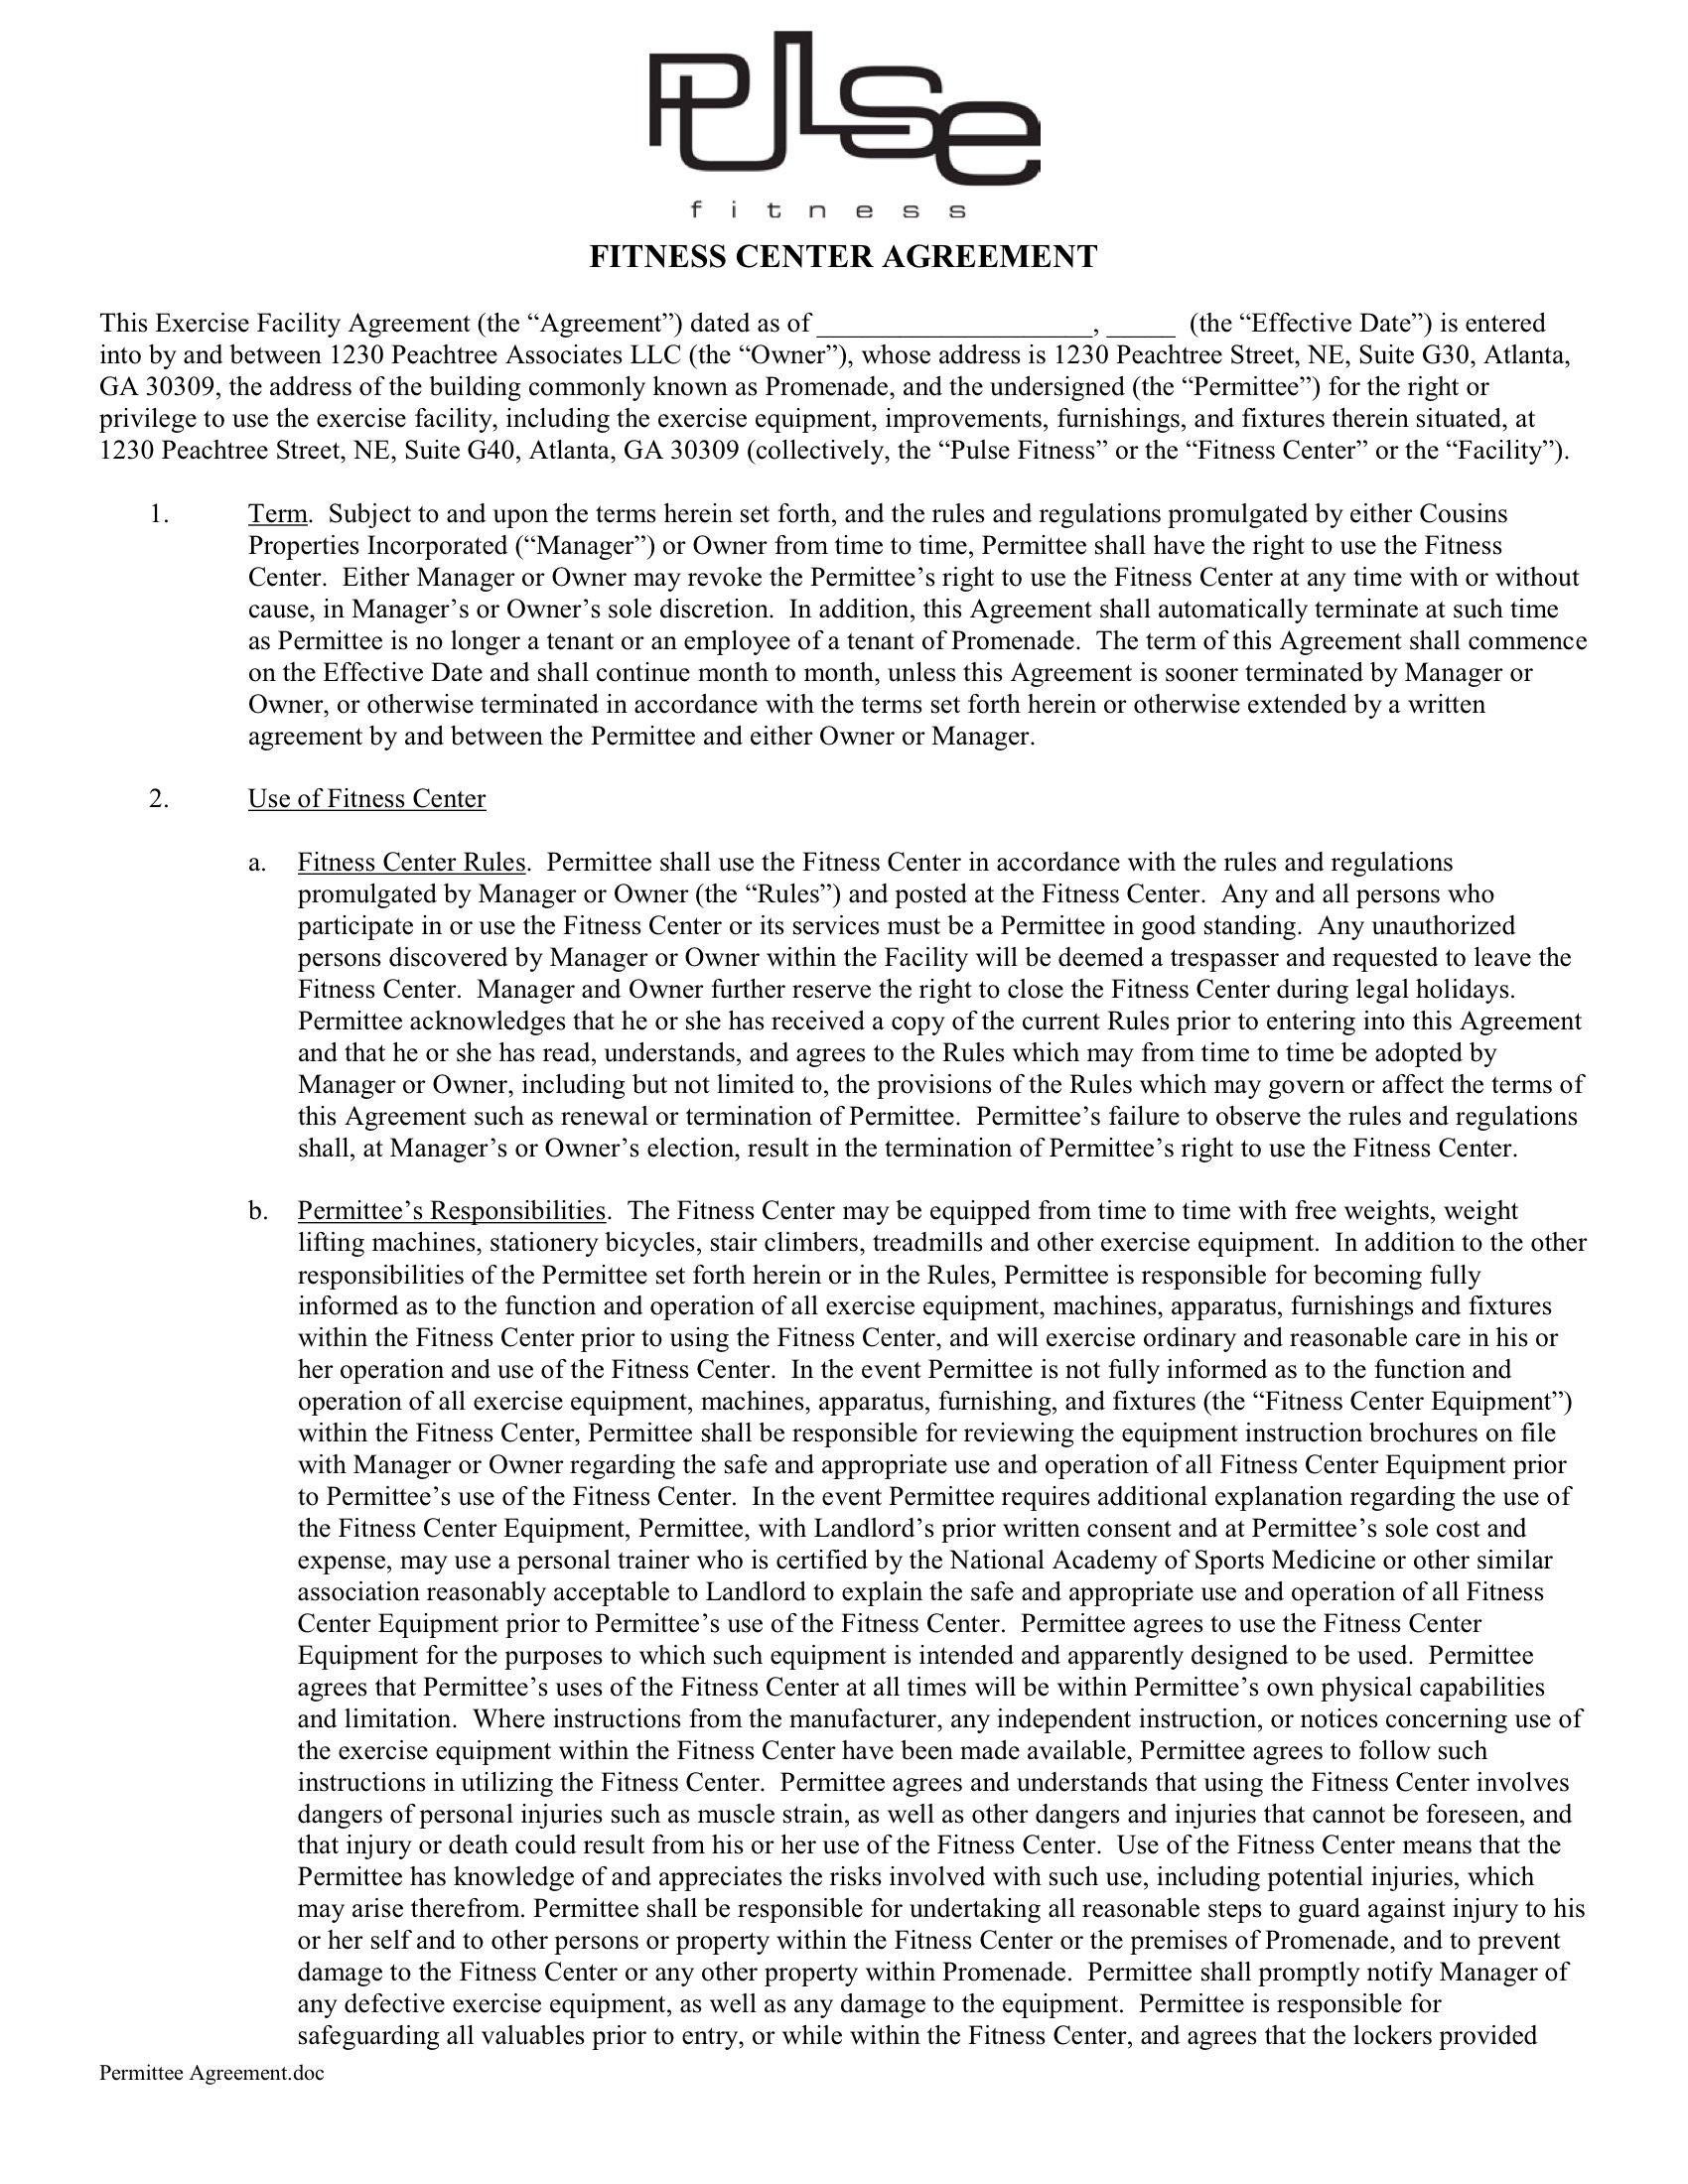 PULSe
fitness
FITNESS CENTER AGREEMENT
This Exercise Facility Agreement (the “Agreement”) dated as of ____________________, _____ (the “Effective Date”) is entered
into by and between 1230 Peachtree Associates LLC (the “Owner”), whose address is 1230 Peachtree Street, NE, Suite G30, Atlanta,
GA 30309, the address of the building commonly known as Promenade, and the undersigned (the “Permittee”) for the right or
privilege to use the exercise facility, including the exercise equipment, improvements, furnishings, and fixtures therein situated, at
1230 Peachtree Street, NE, Suite G40, Atlanta, GA 30309 (collectively, the “Pulse Fitness” or the “Fitness Center” or the “Facility”).
1. Term. Subject to and upon the terms herein set forth, and the rules and regulations promulgated by either Cousins
Properties Incorporated (“Manager”) or Owner from time to time, Permittee shall have the right to use the Fitness
Center. Either Manager or Owner may revoke the Permittee’s right to use the Fitness Center at any time with or without
cause, in Manager’s or Owner’s sole discretion. In addition, this Agreement shall automatically terminate at such time
as Permittee is no longer a tenant or an employee of a tenant of Promenade. The term of this Agreement shall commence
on the Effective Date and shall continue month to month, unless this Agreement is sooner terminated by Manager or
Owner, or otherwise terminated in accordance with the terms set forth herein or otherwise extended by a written
agreement by and between the Permittee and either Owner or Manager.
2. Use of Fitness Center
a. Fitness Center Rules. Permittee shall use the Fitness Center in accordance with the rules and regulations
promulgated by Manager or Owner (the “Rules”) and posted at the Fitness Center. Any and all persons who
participate in or use the Fitness Center or its services must be a Permittee in good standing. Any unauthorized
persons discovered by Manager or Owner within the Facility will be deemed a trespasser and requested to leave the
Fitness Center. Manager and Owner further reserve the right to close the Fitness Center during legal holidays.
Permittee acknowledges that he or she has received a copy of the current Rules prior to entering into this Agreement
and that he or she has read, understands, and agrees to the Rules which may from time to time be adopted by
Manager or Owner, including but not limited to, the provisions of the Rules which may govern or affect the terms of
this Agreement such as renewal or termination of Permittee. Permittee’s failure to observe the rules and regulations
shall, at Manager’s or Owner’s election, result in the termination of Permittee’s right to use the Fitness Center.
b. Permittee’s Responsibilities. The Fitness Center may be equipped from time to time with free weights, weight
lifting machines, stationery bicycles, stair climbers, treadmills and other exercise equipment. In addition to the other
responsibilities of the Permittee set forth herein or in the Rules, Permittee is responsible for becoming fully
informed as to the function and operation of all exercise equipment, machines, apparatus, furnishings and fixtures
within the Fitness Center prior to using the Fitness Center, and will exercise ordinary and reasonable care in his or
her operation and use of the Fitness Center. In the event Permittee is not fully informed as to the function and
operation of all exercise equipment, machines, apparatus, furnishing, and fixtures (the “Fitness Center Equipment”)
within the Fitness Center, Permittee shall be responsible for reviewing the equipment instruction brochures on file
with Manager or Owner regarding the safe and appropriate use and operation of all Fitness Center Equipment prior
to Permittee’s use of the Fitness Center. In the event Permittee requires additional explanation regarding the use of
the Fitness Center Equipment, Permittee, with Landlord’s prior written consent and at Permittee’s sole cost and
expense, may use a personal trainer who is certified by the National Academy of Sports Medicine or other similar
association reasonably acceptable to Landlord to explain the safe and appropriate use and operation of all Fitness
Center Equipment prior to Permittee’s use of the Fitness Center. Permittee agrees to use the Fitness Center
Equipment for the purposes to which such equipment is intended and apparently designed to be used. Permittee
agrees that Permittee’s uses of the Fitness Center at all times will be within Permittee’s own physical capabilities
and limitation. Where instructions from the manufacturer, any independent instruction, or notices concerning use of
the exercise equipment within the Fitness Center have been made available, Permittee agrees to follow such
instructions in utilizing the Fitness Center. Permittee agrees and understands that using the Fitness Center involves
dangers of personal injuries such as muscle strain, as well as other dangers and injuries that cannot be foreseen, and
that injury or death could result from his or her use of the Fitness Center. Use of the Fitness Center means that the
Permittee has knowledge of and appreciates the risks involved with such use, including potential injuries, which
may arise therefrom. Permittee shall be responsible for undertaking all reasonable steps to guard against injury to his
or her self and to other persons or property within the Fitness Center or the premises of Promenade, and to prevent
damage to the Fitness Center or any other property within Promenade. Permittee shall promptly notify Manager of
any defective exercise equipment, as well as any damage to the equipment. Permittee is responsible for
safeguarding all valuables prior to entry, or while within the Fitness Center, and agrees that the lockers provided
Permittee Agreement.doc